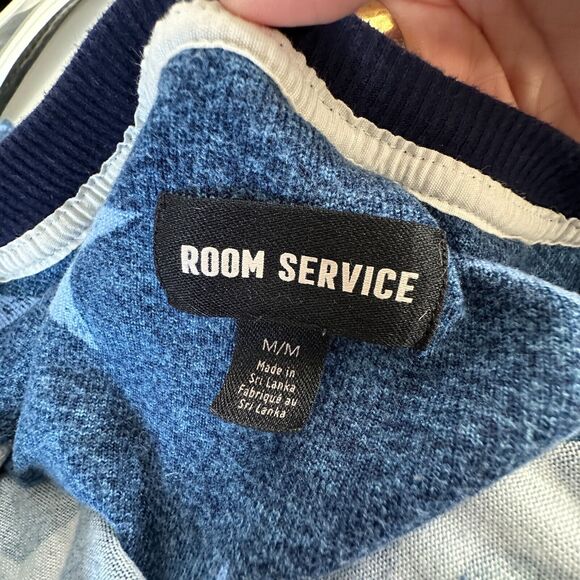 ROOM SERVICE
M/M
Made in
Sri Lanka
Fabriqué au
Sri Lanka